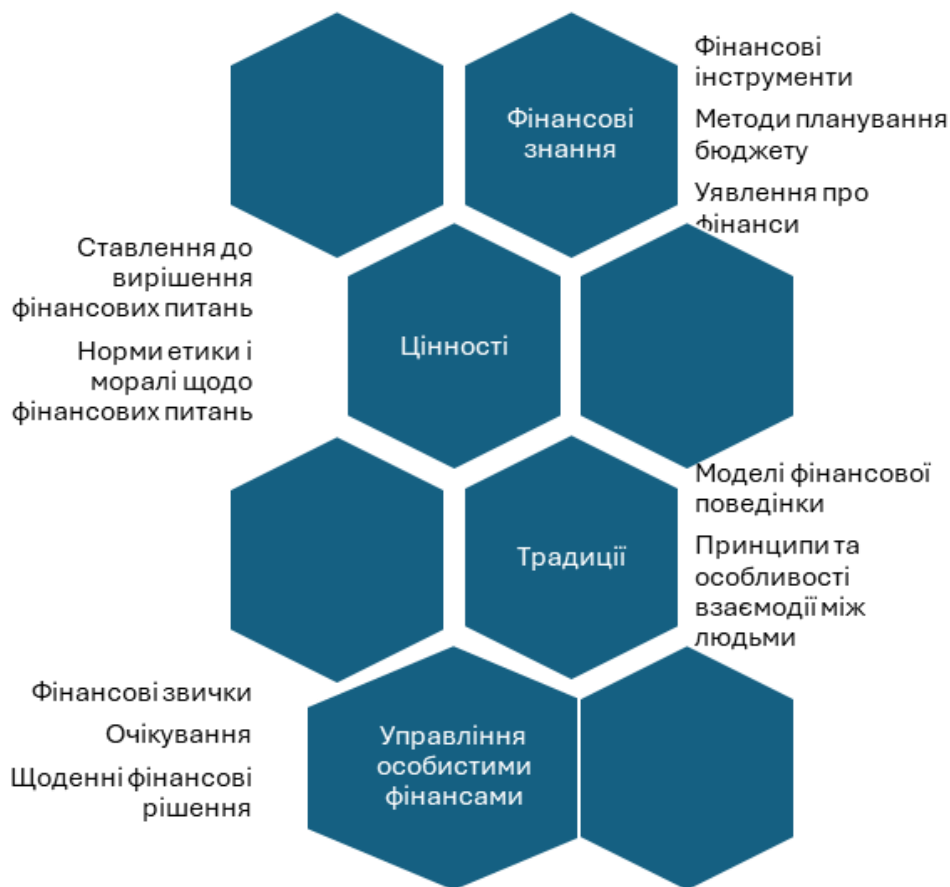 Фінансові
знання
Фінансові
інструменти
Методи планування
бюджету
Уявлення про
фінанси
Ставлення до
вирішення
фінансових питань
Норми етики і
моралі щодо
фінансових питань
Цінності
Традиції
Моделі фінансової
поведінки
Принципи та
особливості
взаємодії між
людьми
Фінансові звички
Очікування
Щоденні фінансові
рішення
Управління
особистими
фінансами